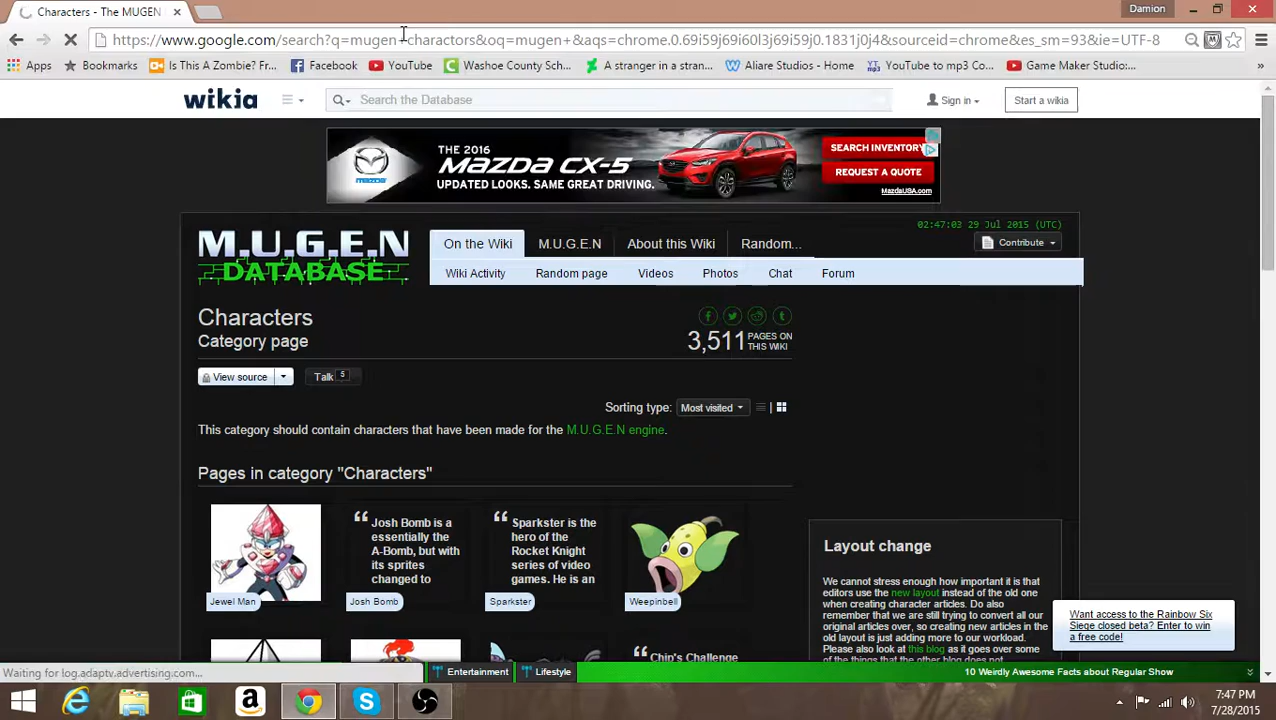 Characters - The MUGEN
Damion
https://www.google.com/search?q=mugen+characters&oq=mugen+&aqs=chrome.0.69i59j69i60l3j69i59j0.1831j0j4&sourceid=chrome&es_sm=93&ie=UTF-8
Apps Bookmarks Is This A Zombie? Fr... Facebook YouTube Washoe County Sch... A stranger in a stran... Aliare Studios - Home YouTube to mp3 Co... Game Maker Studio:... »
wikia Search the Database Sign in Start a wikia
THE 2016
MAZDA CX-5
UPDATED LOOKS. SAME GREAT DRIVING.
SEARCH INVENTORY
REQUEST A QUOTE
MazdaUSA.com
mazda
02:47:03 29 Jul 2015 (UTC)
M.U.G.E.N
DATABASE
On the Wiki M.U.G.E.N About this Wiki Random... Contribute
Wiki Activity Random page Videos Photos Chat Forum
Characters
Category page
3,511 PAGES ON
THIS WIKI
View source Talk 5
Sorting type: Most visited
This category should contain characters that have been made for the M.U.G.E.N engine.
Pages in category "Characters"
Jewel Man
“ Josh Bomb is a
essentially the
A-Bomb, but with
its sprites
changed to
Josh Bomb
“ Sparkster is the
hero of the
Rocket Knight
series of video
games. He is an
Sparkster
Weepinbell
“ Chip's Challenge
Layout change
We cannot stress enough how important it is that
editors use the new layout instead of the old one
when creating character articles. Do also
remember that we are still trying to convert all our
original articles over, so creating new articles in the
old layout is just adding more to our workload.
Please also look at this blog as it goes over some
of the things that the other blog does not.
Want access to the Rainbow Six
Siege closed beta? Enter to win
a free code!
Waiting for log.adaptv.advertising.com...
Entertainment Lifestyle 10 Weirdly Awesome Facts about Regular Show
7:47 PM
7/28/2015